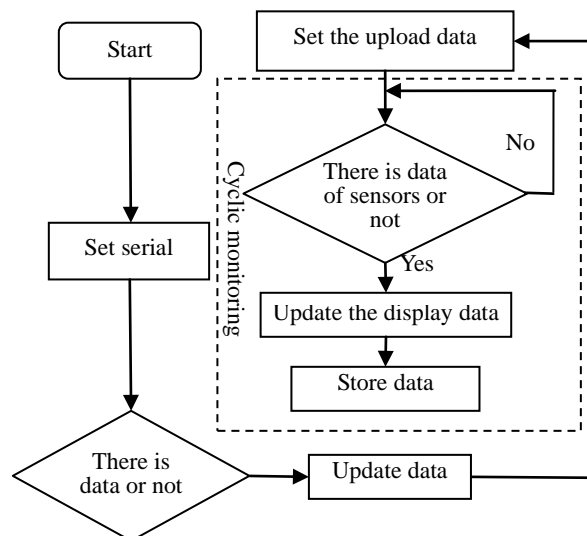 Start
Set serial
There is
data or not
Update data
Set the upload data
Cyclic monitoring
There is data
of sensors or
not
No
Yes
Update the display data
Store data